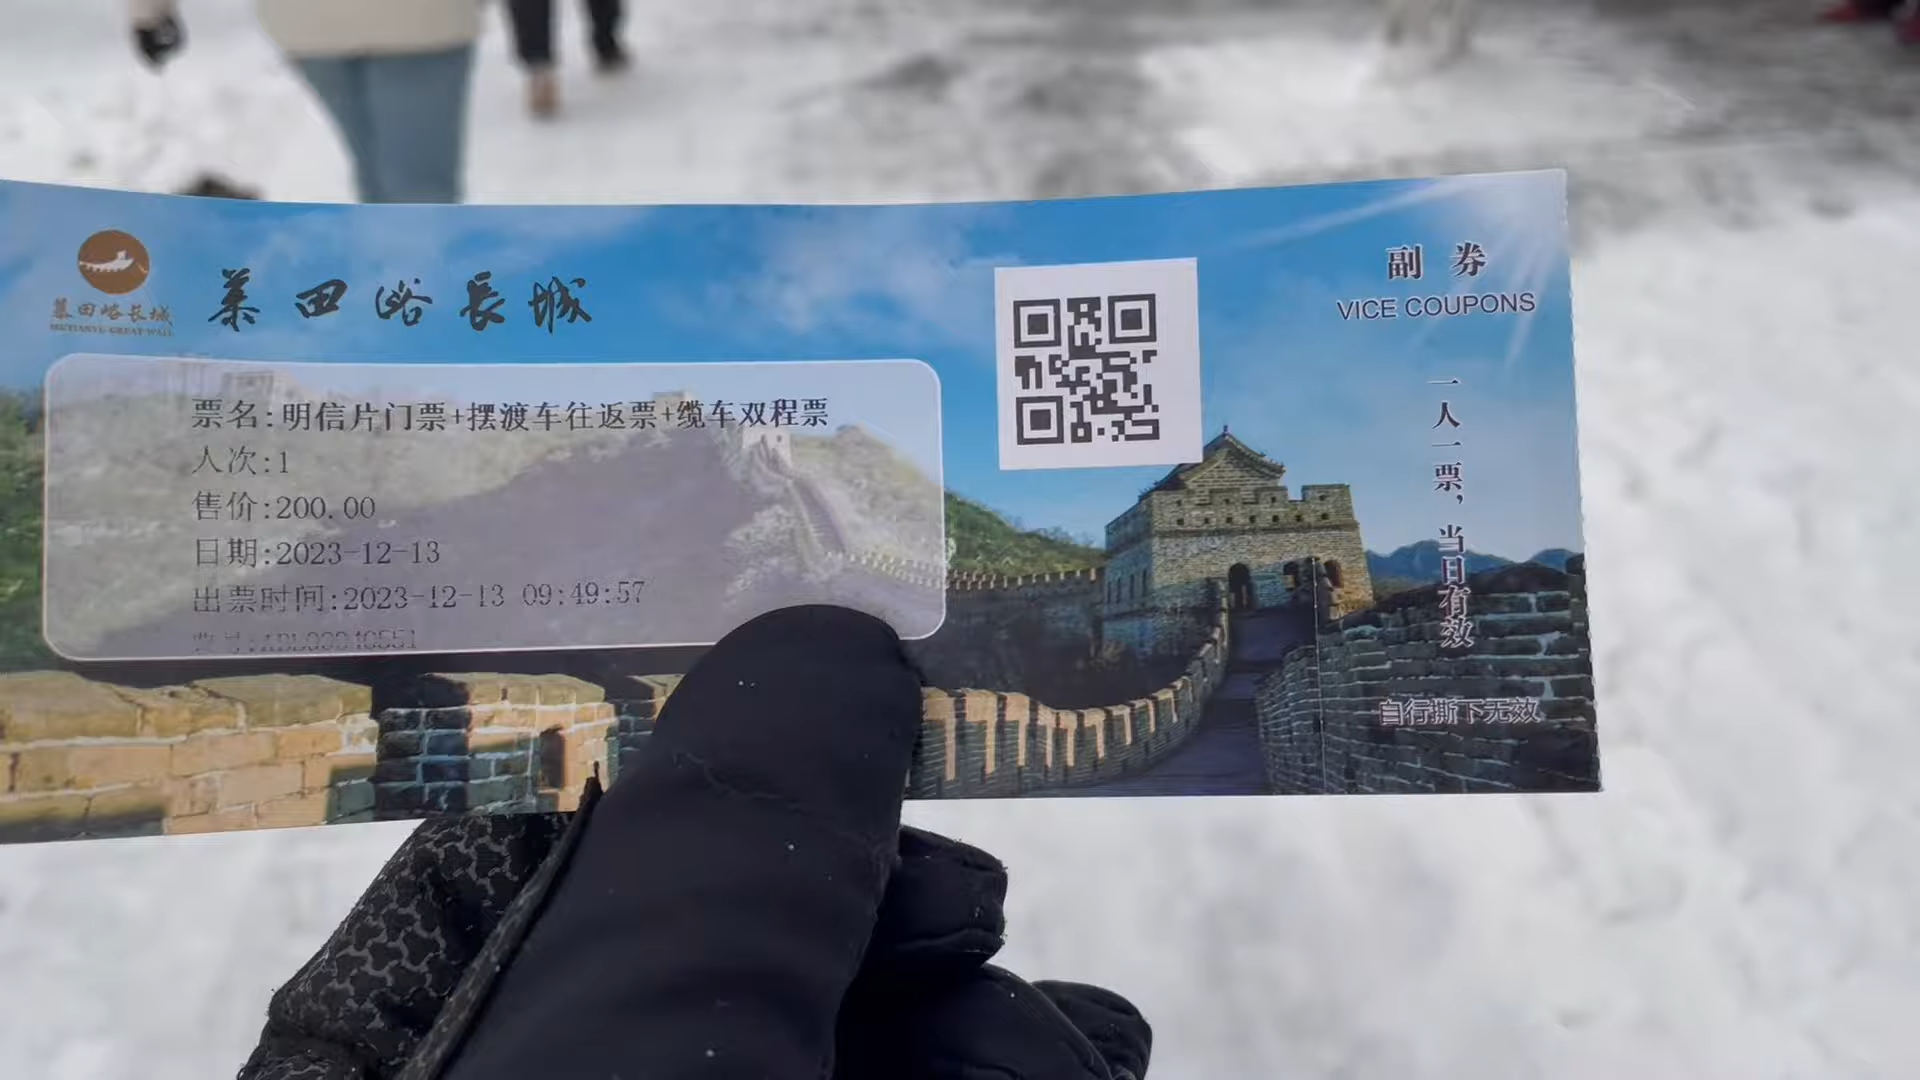 慕田峪长城
MUTIANYU GREAT WALL
慕田峪長城
票名:明信片门票+摆渡车往返票+缆车双程票
人次:1
售价:200.00
日期:2023-12-13
出票时间:2023-12-13 09:49:57
副券
VICE COUPONS
一人一票，当日有效
自行撕下无效